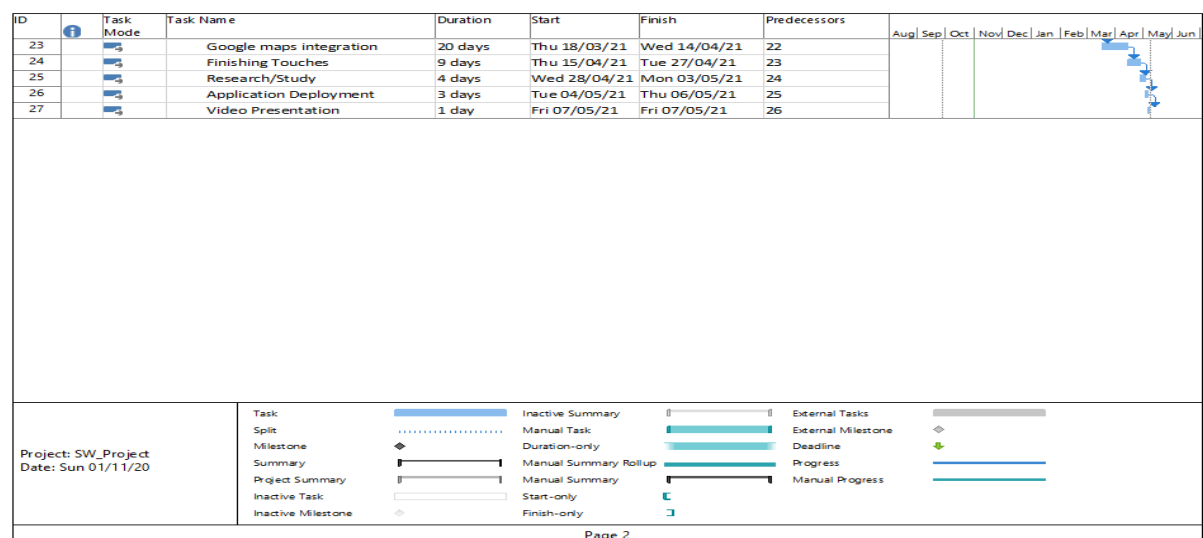 ID Task Mode Task Name Duration Start Finish Predecessors
Aug Sep Oct Nov Dec Jan Feb Mar Apr May Jun
23 Google maps integration 20 days Thu 18/03/21 Wed 14/04/21 22
24 Finishing Touches 9 days Thu 15/04/21 Tue 27/04/21 23
25 Research/Study 4 days Wed 28/04/21 Mon 03/05/21 24
26 Application Deployment 3 days Tue 04/05/21 Thu 06/05/21 25
27 Video Presentation 1 day Fri 07/05/21 Fri 07/05/21 26
Project: SW_Project
Date: Sun 01/11/20
Task Inactive Summary External Tasks
Split Manual Task External Milestone
Milestone Duration-only Deadline
Summary Manual Summary Rollup Progress
Project Summary Manual Summary Manual Progress
Inactive Task Start-only
Inactive Milestone Finish-only
Page 2